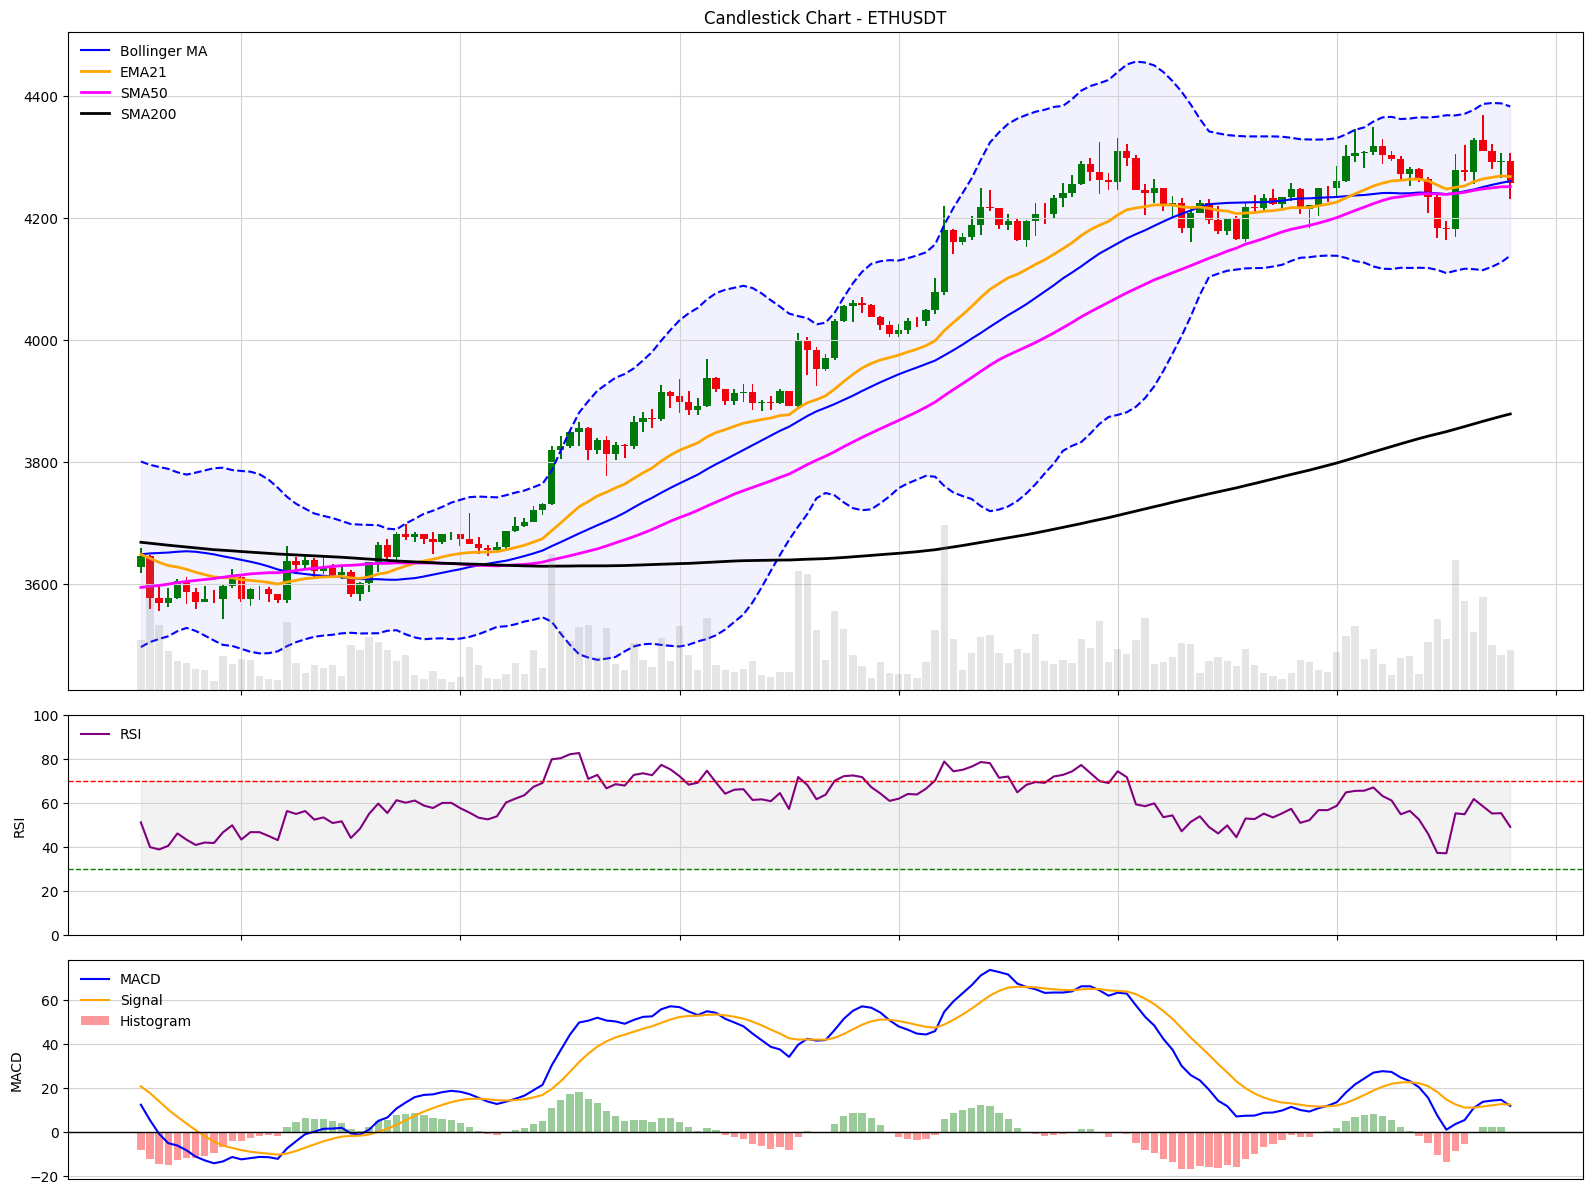 Candlestick Chart - ETHUSDT
Bollinger MA
EMA21
SMA50
SMA200
4400
4200
4000
3800
3600
RSI
100
80
60
40
20
0
RSI
MACD
Signal
Histogram
60
40
20
0
−20
MACD